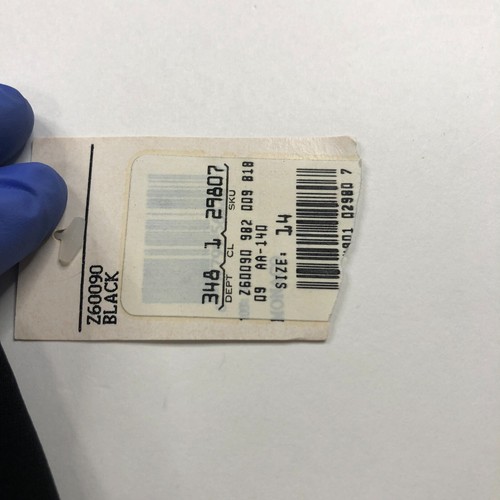 Z60090
BLACK
348 1 29807
DEPT CL SKU
Z60090 982 009 818
09 AA-140
SIZE: 14
901 02980 7